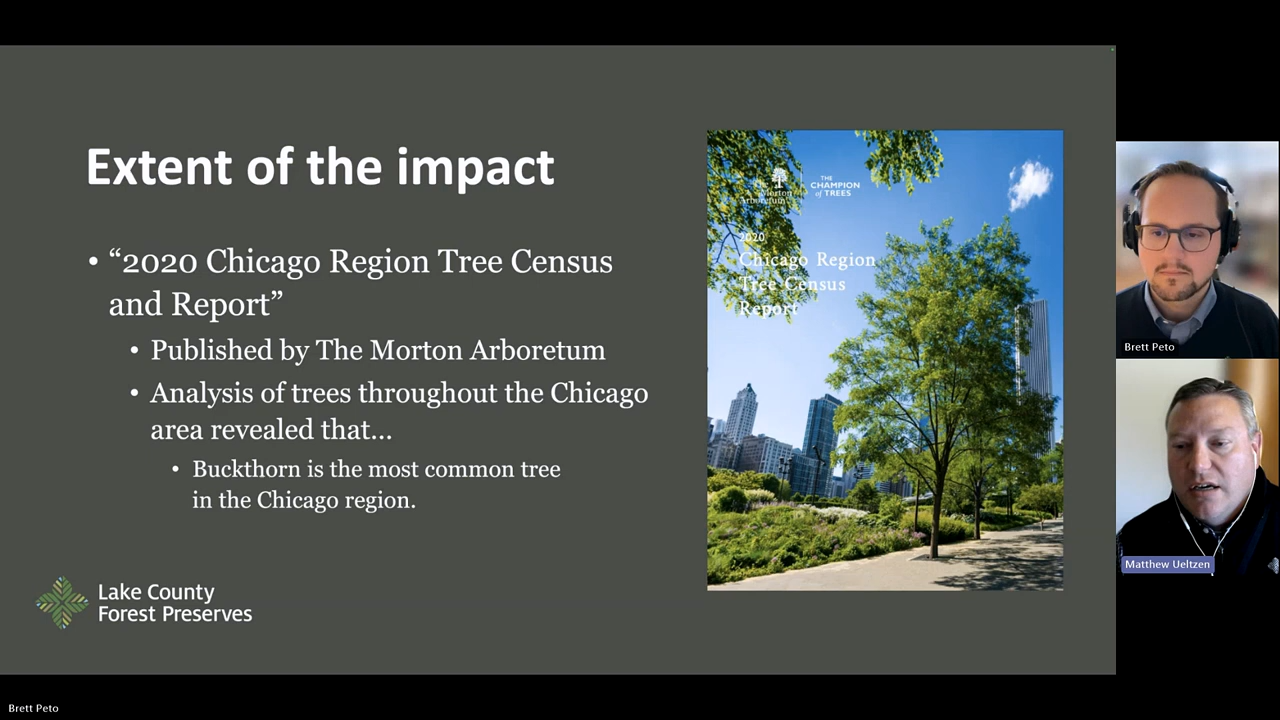 Extent of the impact
• “2020 Chicago Region Tree Census
and Report”
• Published by The Morton Arboretum
• Analysis of trees throughout the Chicago
area revealed that...
• Buckthorn is the most common tree
in the Chicago region.
Lake County
Forest Preserves
The
Morton
Arboretum
THE
CHAMPION
of TREES
2020
Chicago Region
Tree Census
Report
Brett Peto
Matthew Ueltzen
Brett Peto